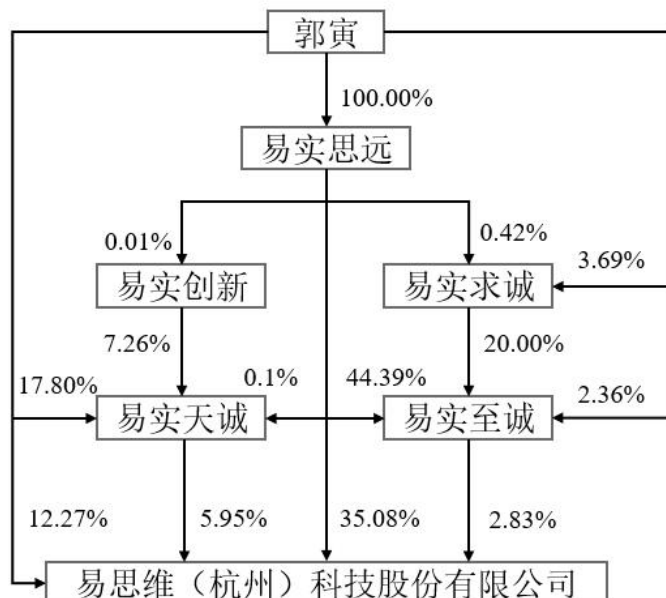 郭寅
100.00%
易实思远
0.01%
0.42%
3.69%
易实创新
易实求诚
7.26%
20.00%
17.80%
0.1%
44.39%
2.36%
易实天诚
易实至诚
12.27%
5.95%
35.08%
2.83%
易思维（杭州）科技股份有限公司